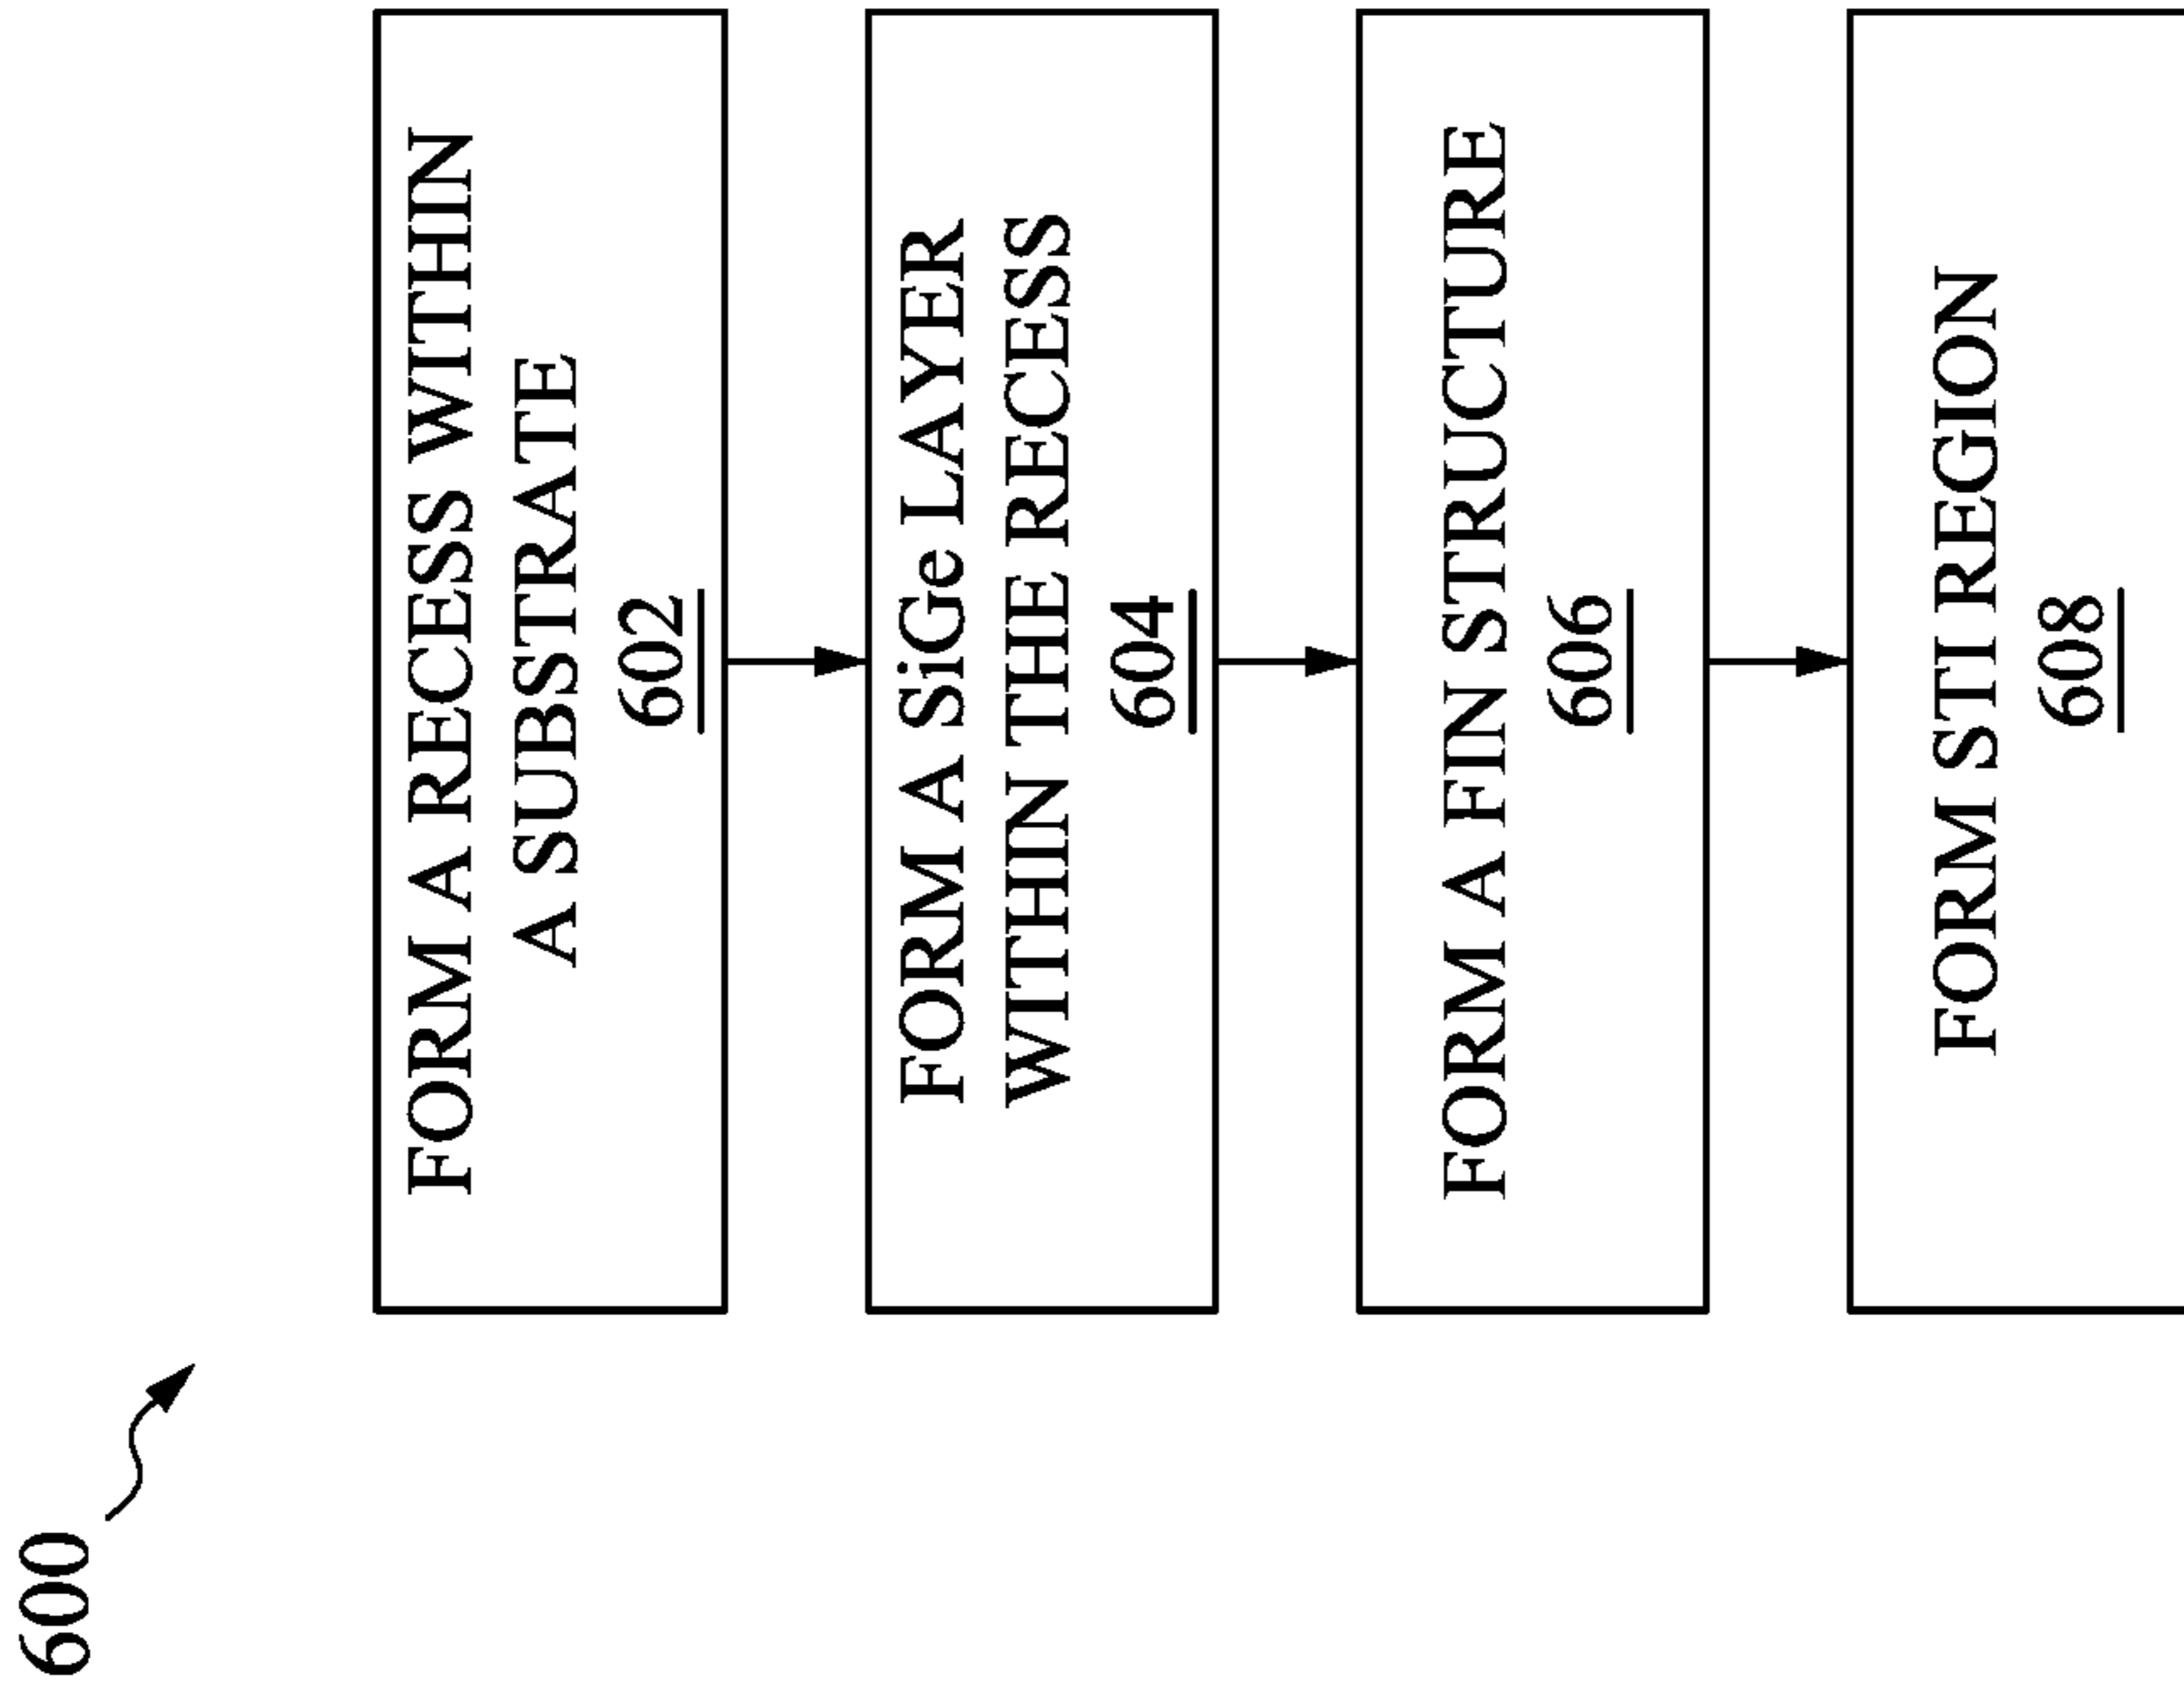 600
FORM A RECESS WITHIN
A SUBSTRATE
602
FORM A SiGe LAYER
WITHIN THE RECESS
604
FORM A FIN STRUCTURE
606
FORM STI REGION
608